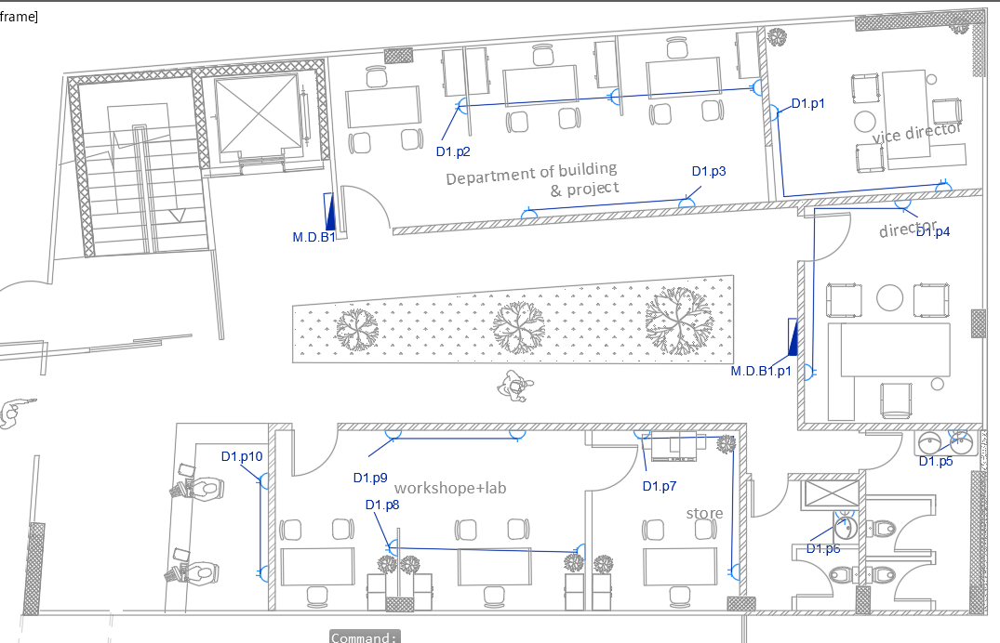 frame]
D1.p1
D1.p2
vice director
Department of building
& project
D1.p3
M.D.B1
director
D1.p4
M.D.B1.p1
D1.p10
D1.p9
workshope+lab
D1.p8
D1.p7
store
D1.p5
D1.p6
Command: